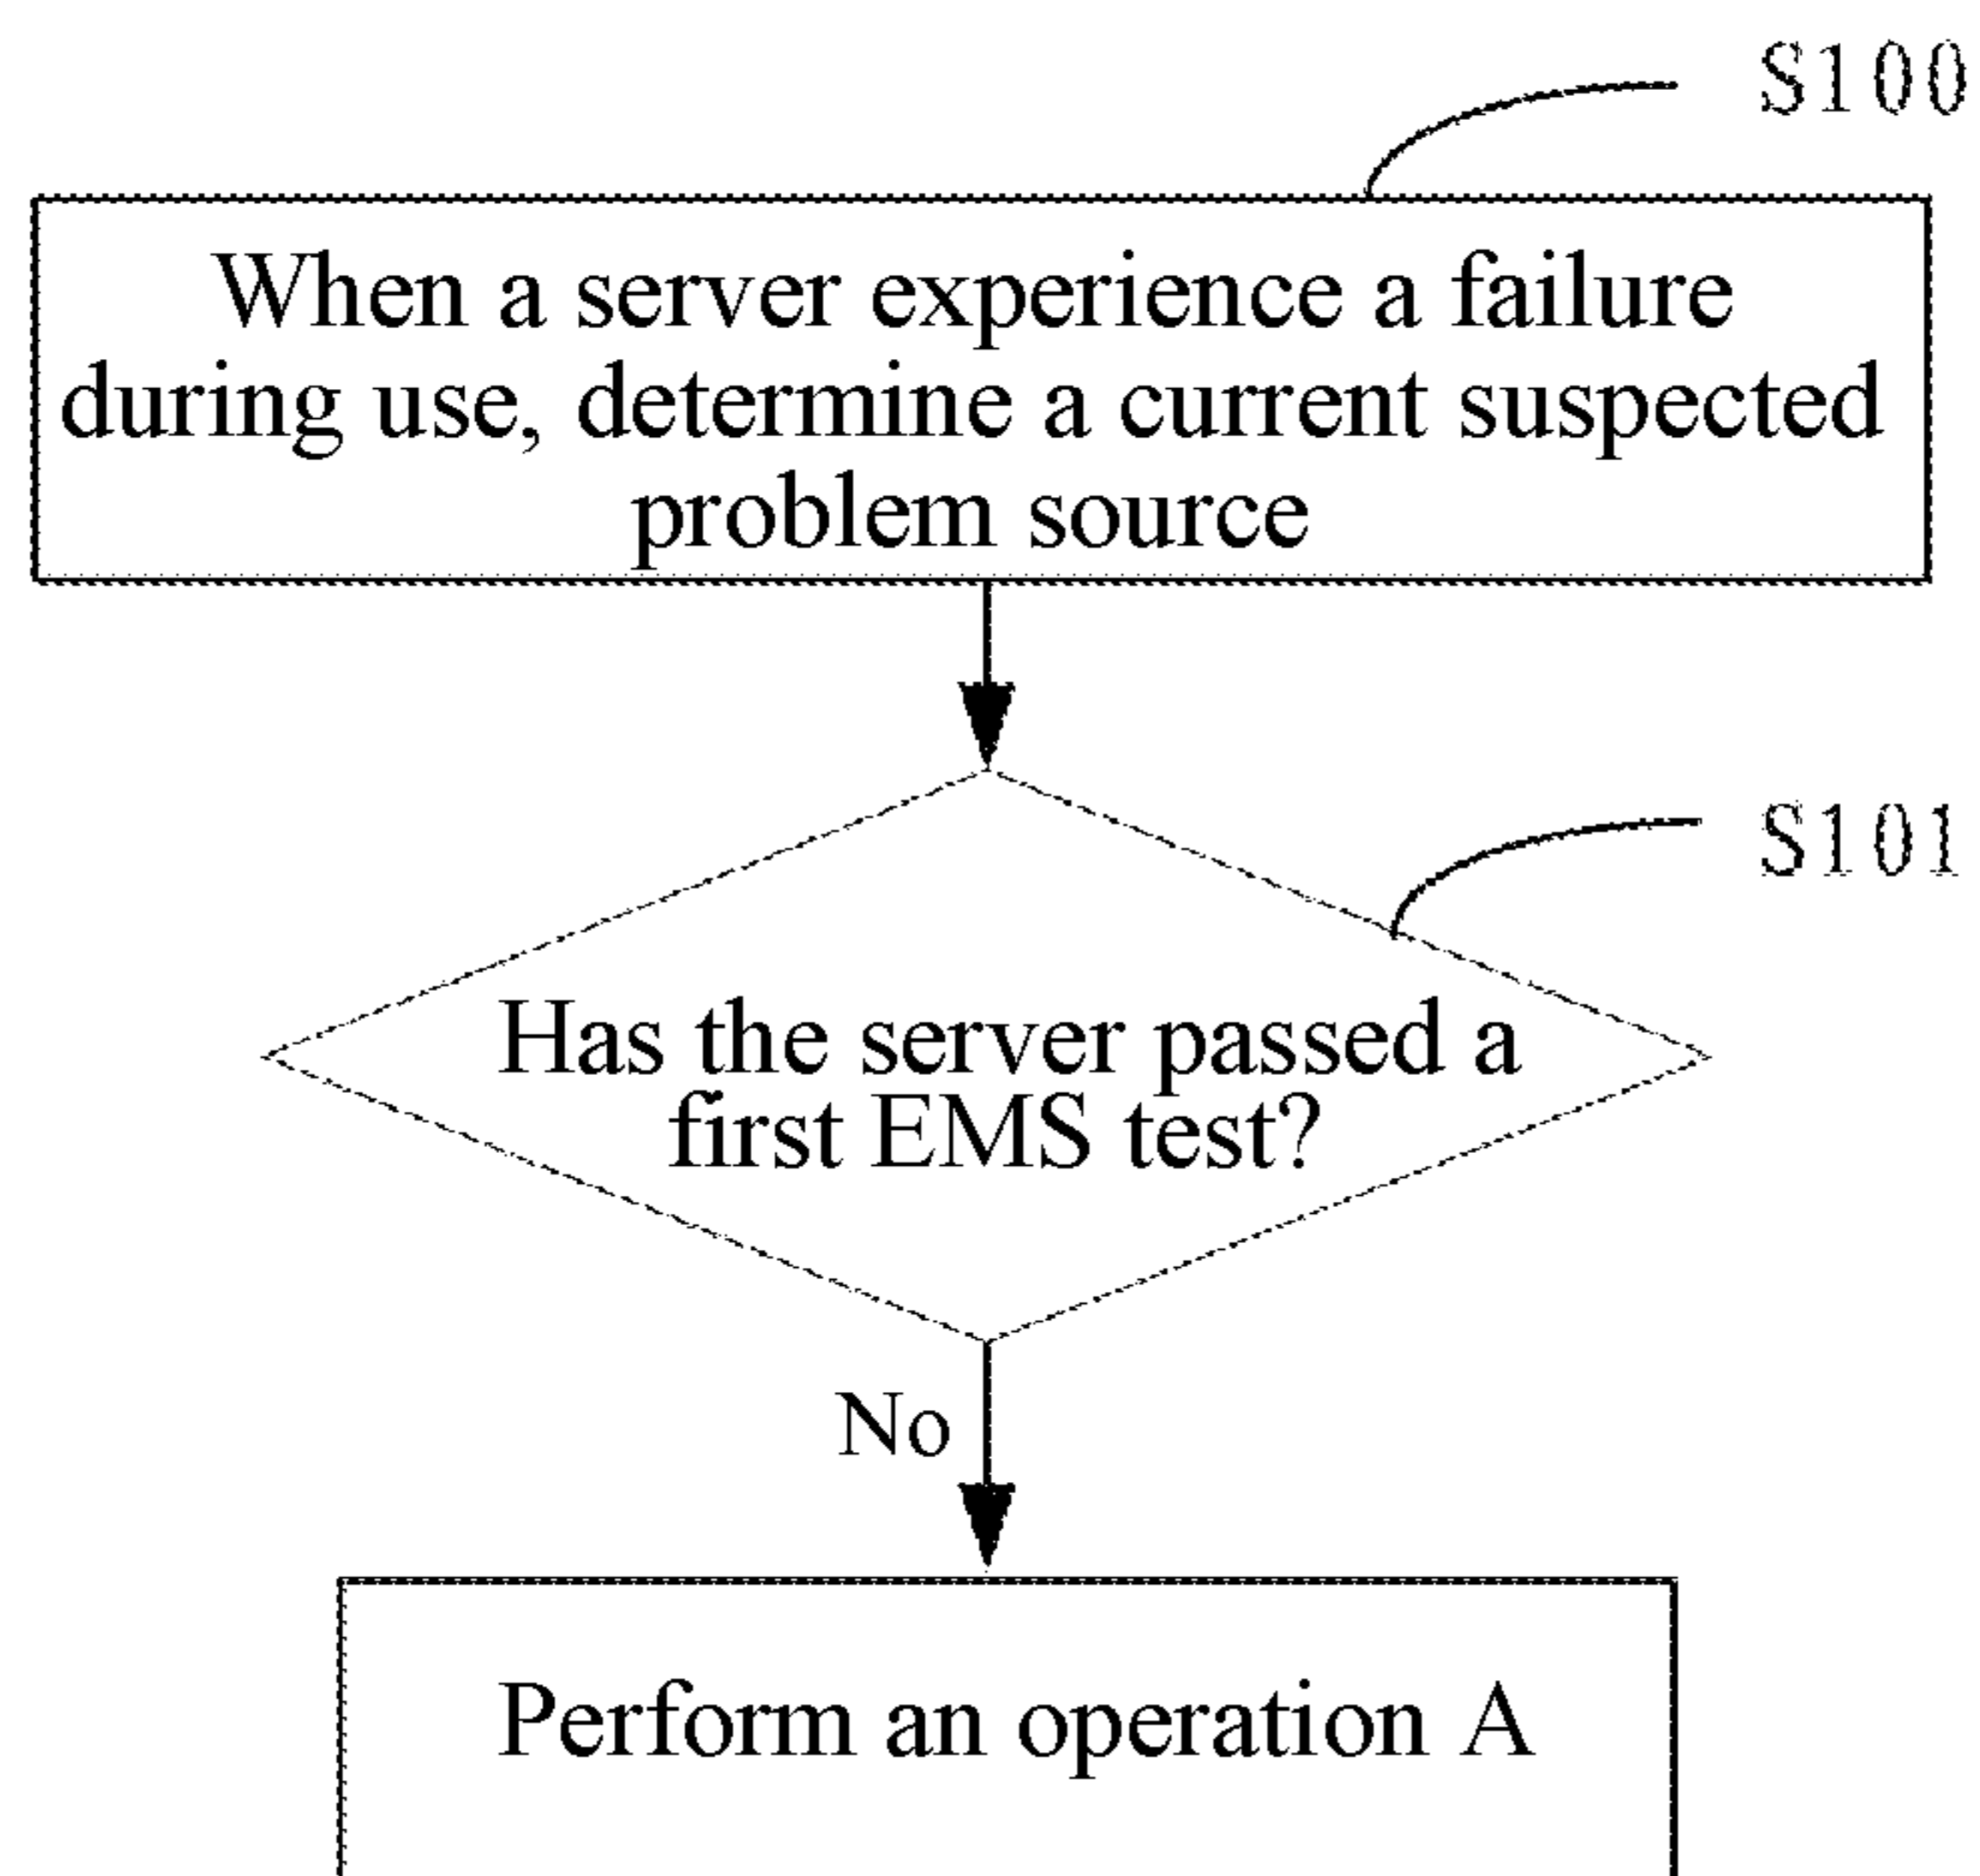 S100
When a server experience a failure
during use, determine a current suspected
problem source
S101
Has the server passed a
first EMS test?
No
Perform an operation A